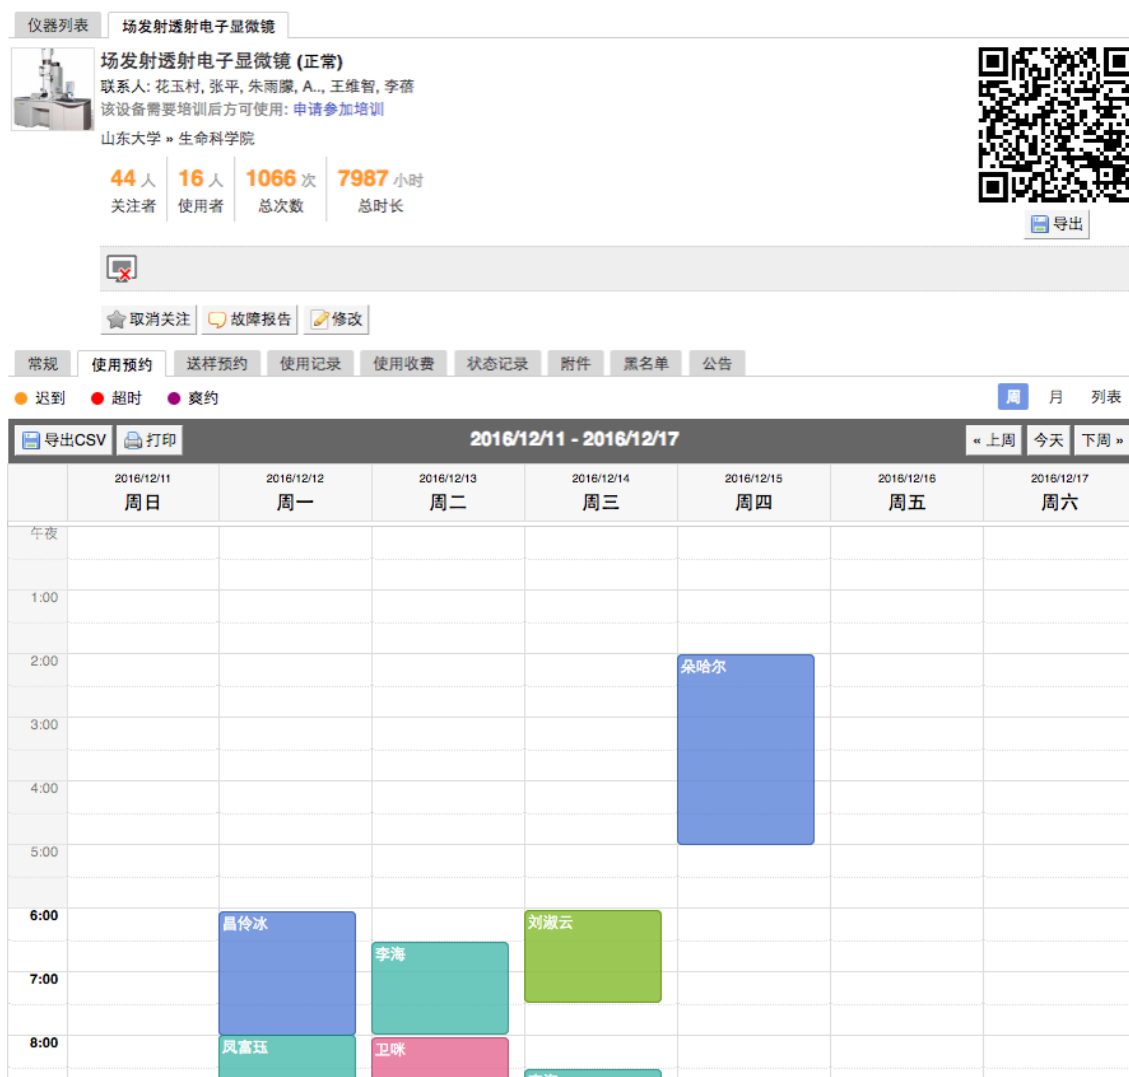 仪器列表 场发射透射电子显微镜
场发射透射电子显微镜 (正常)
联系人: 花玉村, 张平, 朱雨朦, A.., 王维智, 李蓓
该设备需要培训后方可使用: 申请参加培训
山东大学 » 生命科学院
44 人 16 人 1066 次 7987 小时
关注者 使用者 总次数 总时长
导出
取消关注 故障报告 修改
常规 使用预约 送样预约 使用记录 使用收费 状态记录 附件 黑名单 公告
迟到 超时 爽约 周 月 列表
导出CSV 打印 2016/12/11 - 2016/12/17 « 上周 今天 下周 »
2016/12/11 2016/12/12 2016/12/13 2016/12/14 2016/12/15 2016/12/16 2016/12/17
周日 周一 周二 周三 周四 周五 周六
午夜
1:00
2:00 朵哈尔
3:00
4:00
5:00
6:00 昌伶冰 刘淑云
李海
7:00
8:00 凤富珏 卫咪